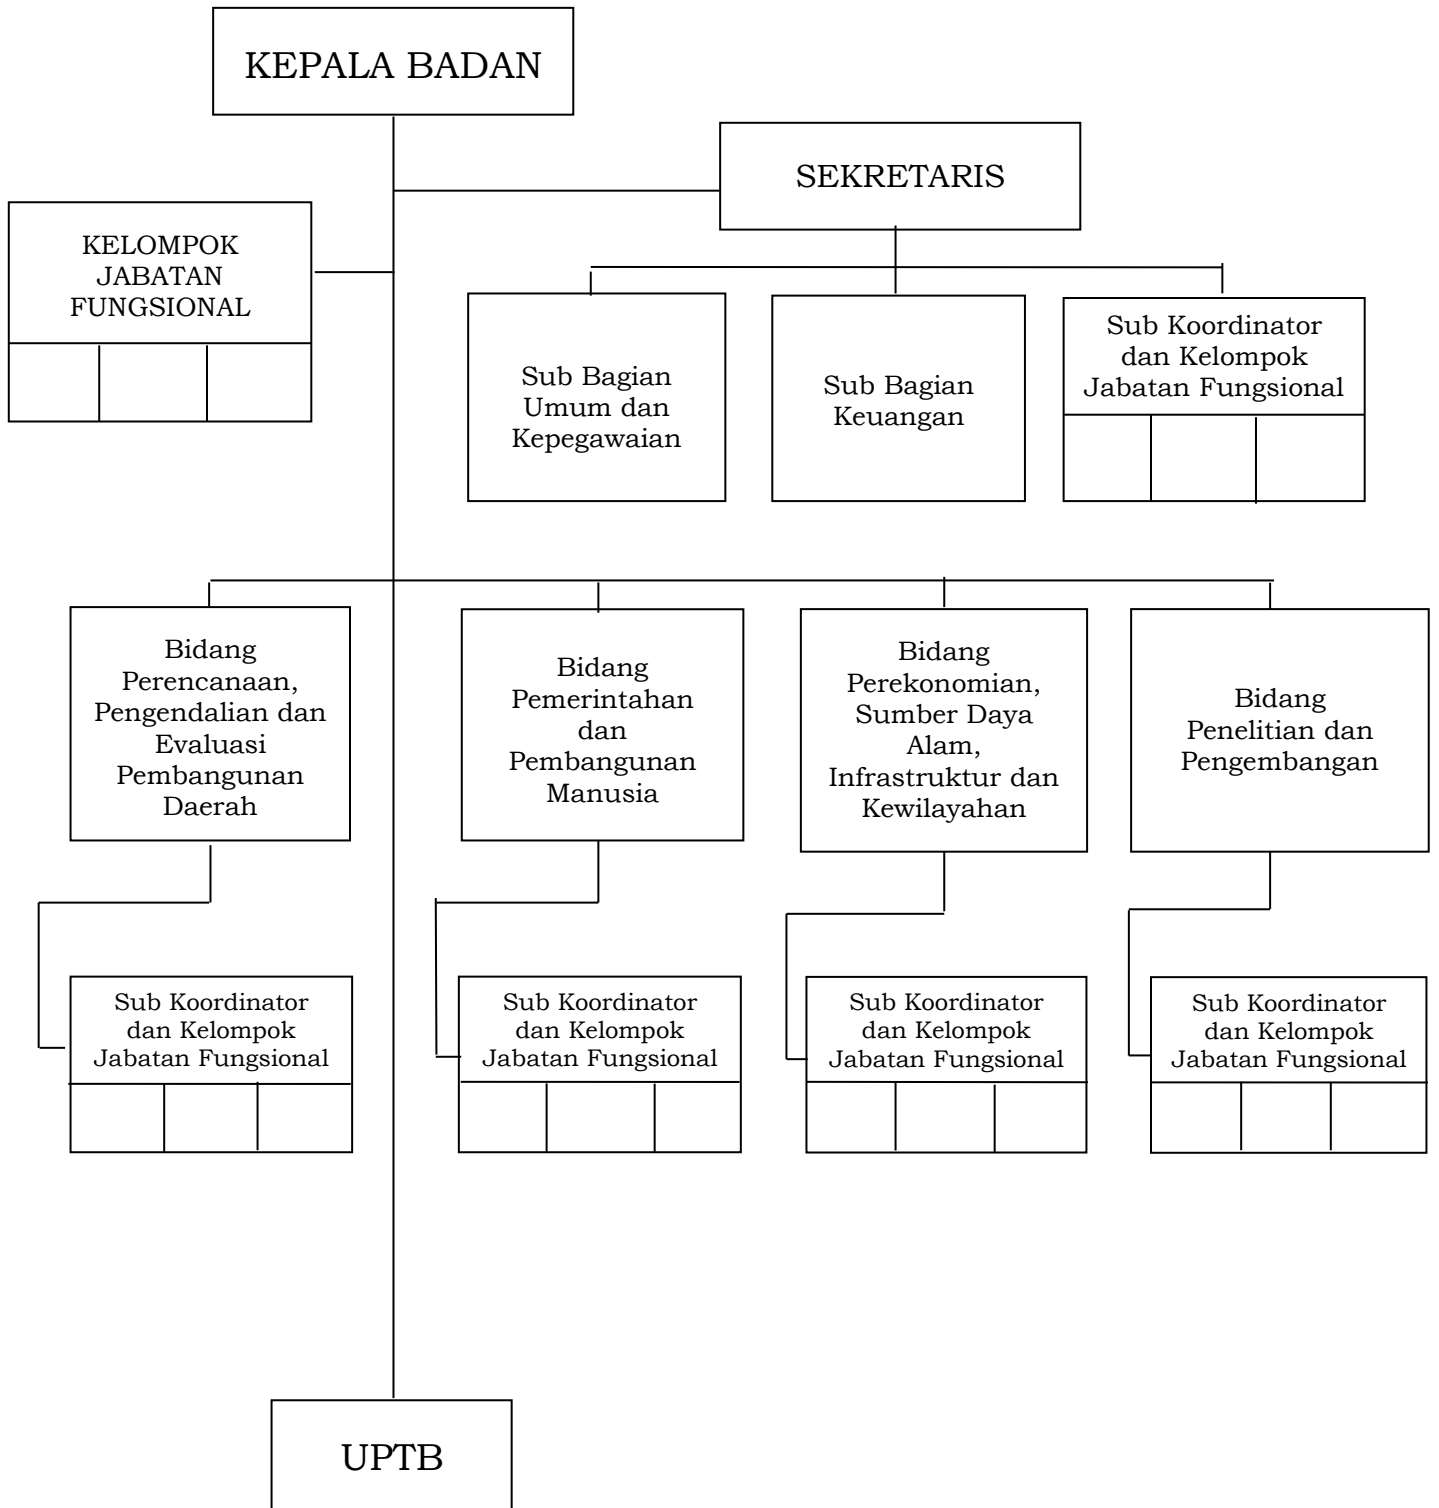 KEPALA BADAN
SEKRETARIS
KELOMPOK
JABATAN
FUNGSIONAL
Sub Bagian
Umum dan
Kepegawaian
Sub Bagian
Keuangan
Sub Koordinator
dan Kelompok
Jabatan Fungsional
Bidang
Perencanaan,
Pengendalian dan
Evaluasi
Pembangunan
Daerah
Bidang
Pemerintahan
dan
Pembangunan
Manusia
Bidang
Perekonomian,
Sumber Daya
Alam,
Infrastruktur dan
Kewilayahan
Bidang
Penelitian dan
Pengembangan
Sub Koordinator
dan Kelompok
Jabatan Fungsional
Sub Koordinator
dan Kelompok
Jabatan Fungsional
Sub Koordinator
dan Kelompok
Jabatan Fungsional
Sub Koordinator
dan Kelompok
Jabatan Fungsional
UPTB